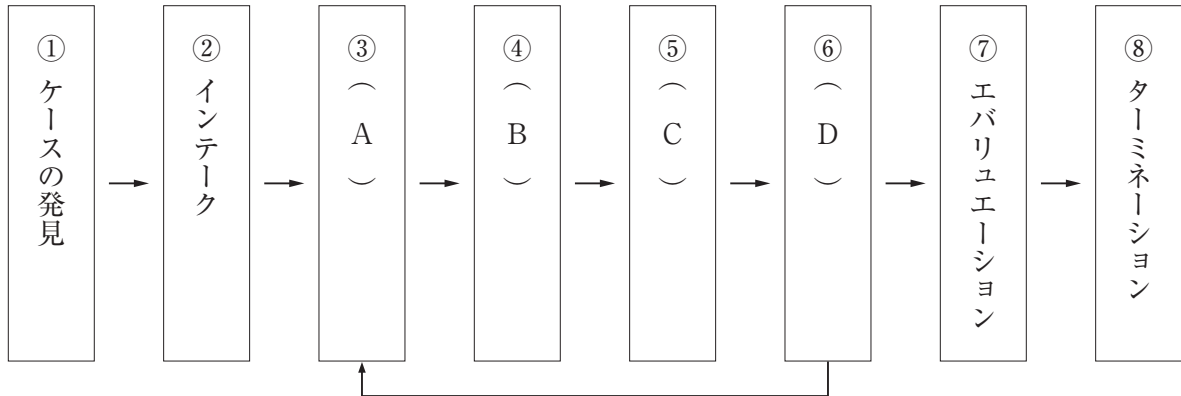 ① ケースの発見
② インテーク
③ （ A ）
④ （ B ）
⑤ （ C ）
⑥ （ D ）
⑦ エバリュエーション
⑧ ターミネーション